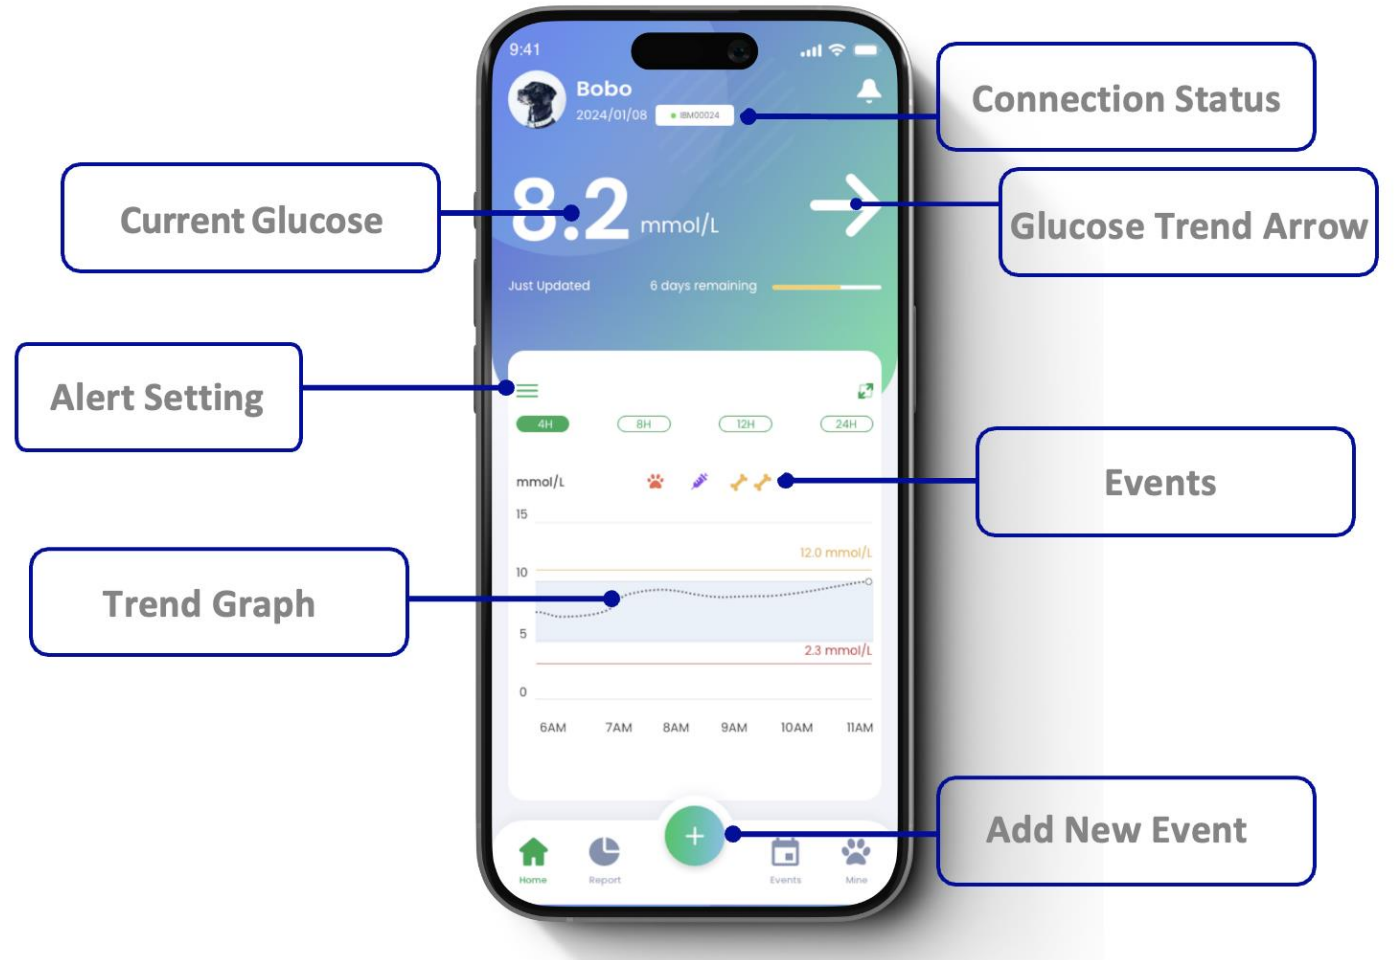 9:41
Bobo
2024/01/08
IBM00024
Connection Status
8.2 mmol/L
Current Glucose
Glucose Trend Arrow
Just Updated
6 days remaining
Alert Setting
4H 8H 12H 24H
mmol/L
Events
15
12.0 mmol/L
10
Trend Graph
5
2.3 mmol/L
0
6AM 7AM 8AM 9AM 10AM 11AM
+
Add New Event
Home Report Events Mine